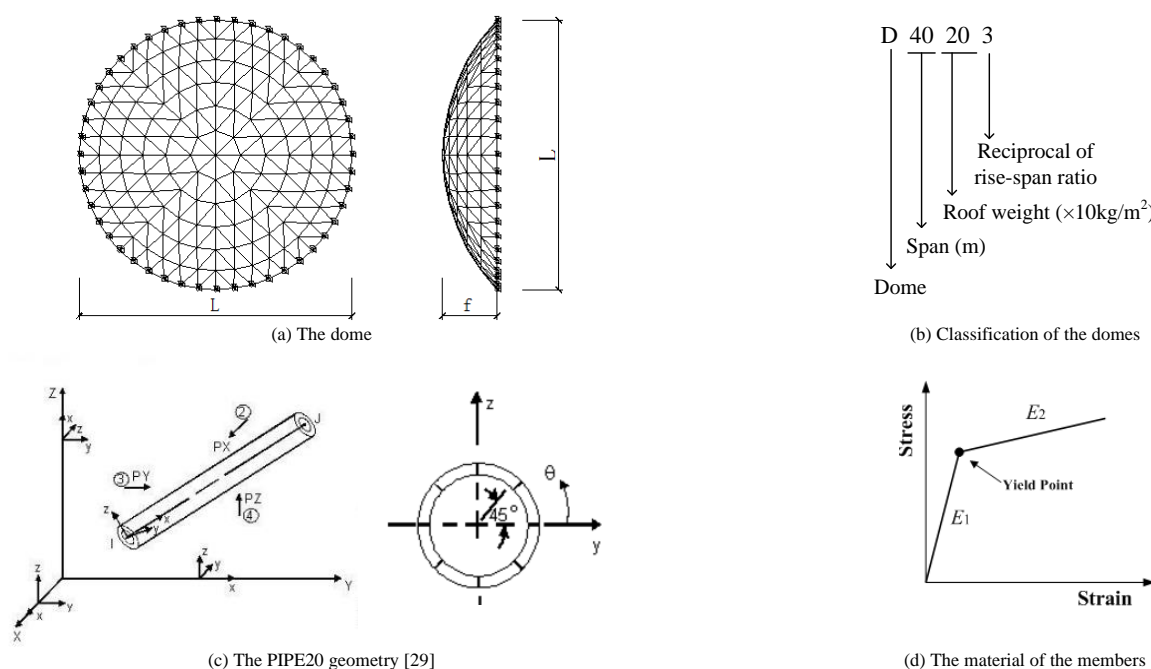 L
f
L
(a) The dome
D 40 20 3
Reciprocal of
rise-span ratio
Roof weight (×10kg/m²)
Span (m)
Dome
(b) Classification of the domes
Z
x
z
y
②
J
PX
③ PY
PZ
④
z
x
y
I
z
y
x
Y
z
y
x
X
z
θ
45°
y
(c) The PIPE20 geometry [29]
Stress
E2
Yield Point
E1
Strain
(d) The material of the members